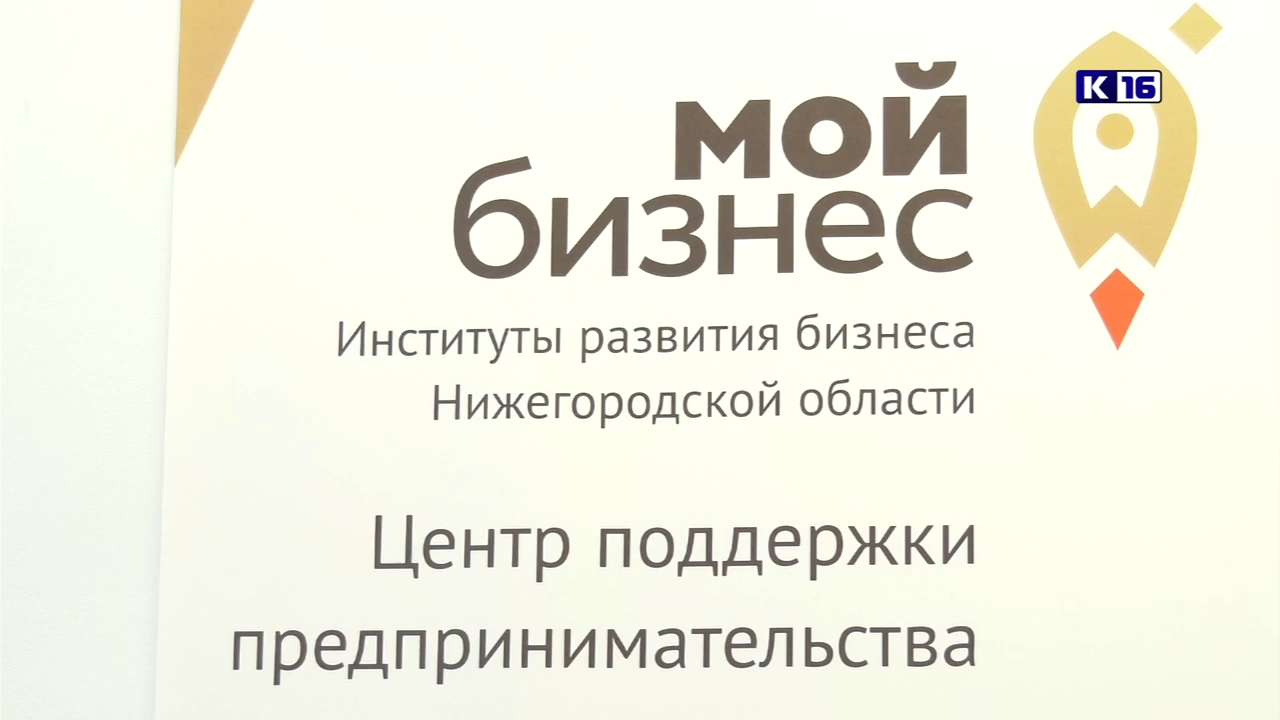 мой
бизнес
К 16
Институты развития бизнеса
Нижегородской области
Центр поддержки
предпринимательства